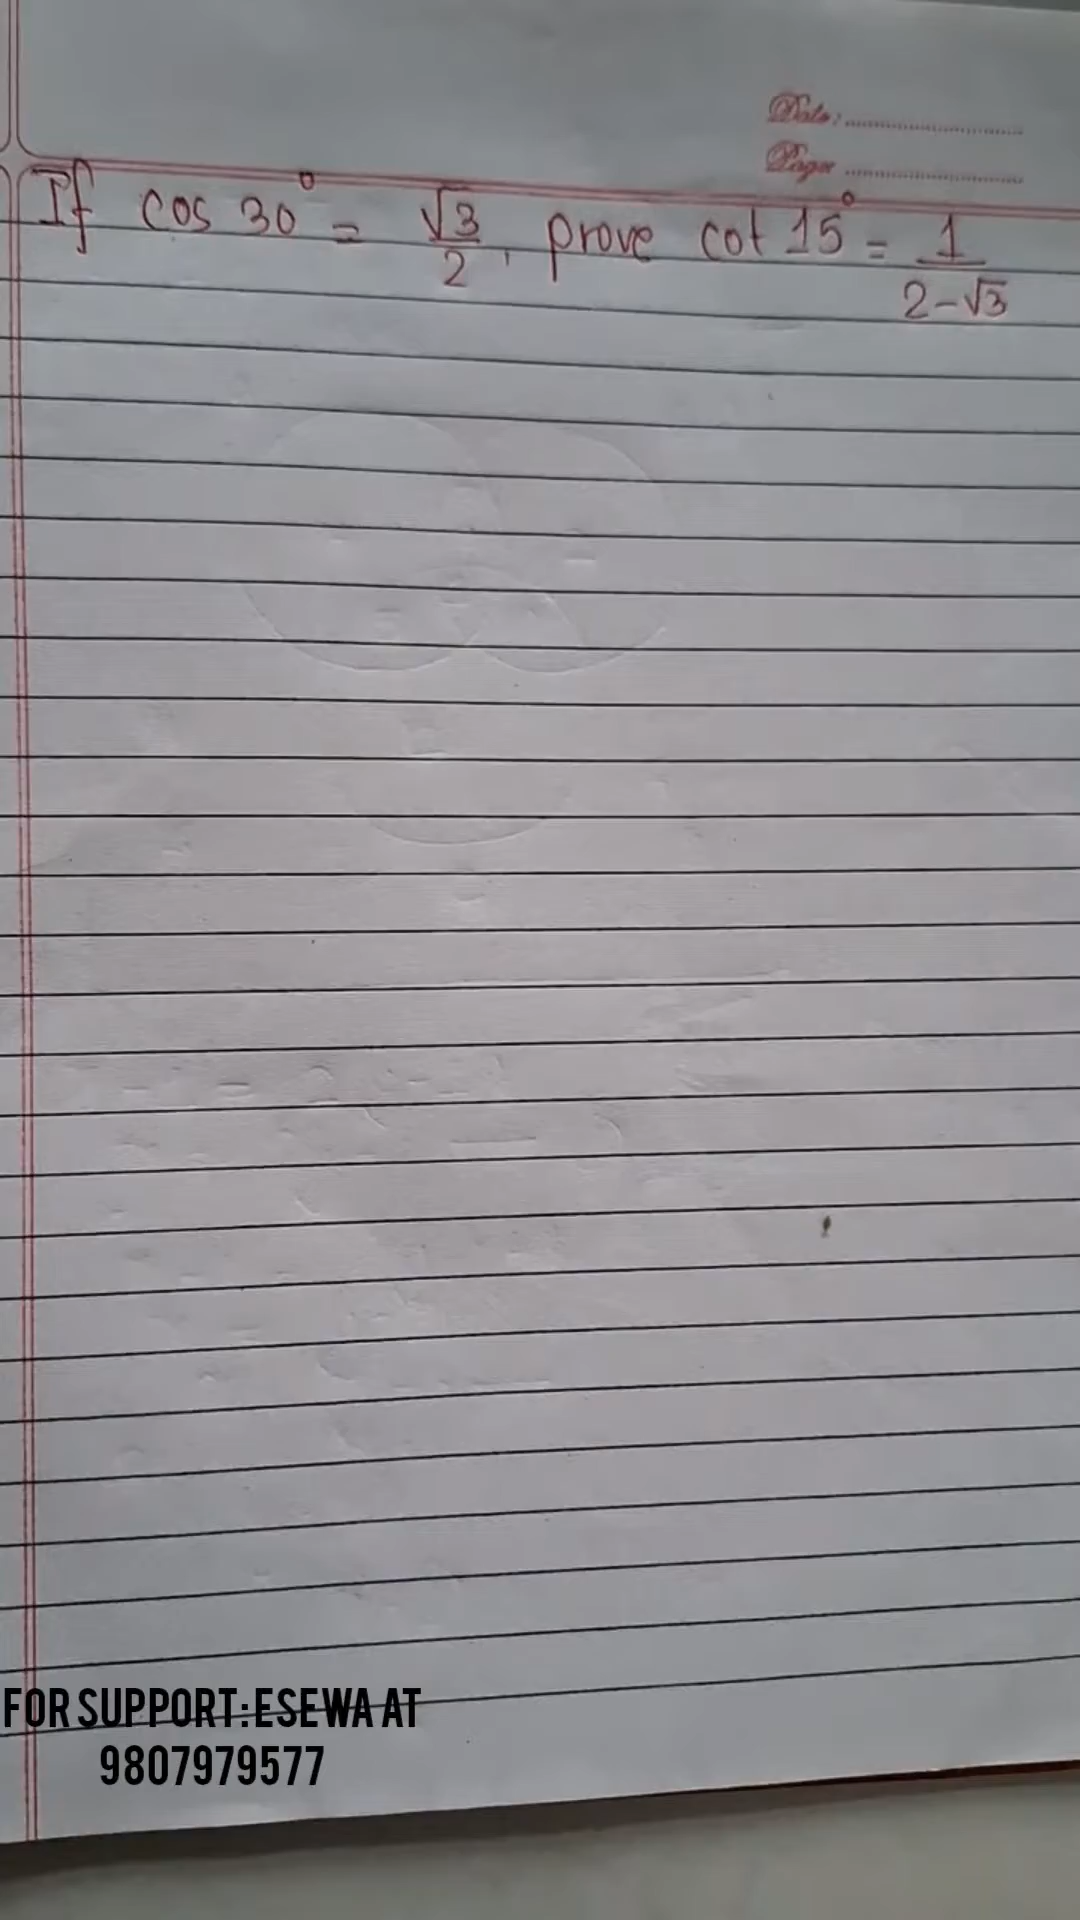 Date: ........................
Page ........................
If cos 30° = √3/2, prove cot 15° = 1/(2-√3)
FOR SUPPORT: ESEWA AT
9807979577